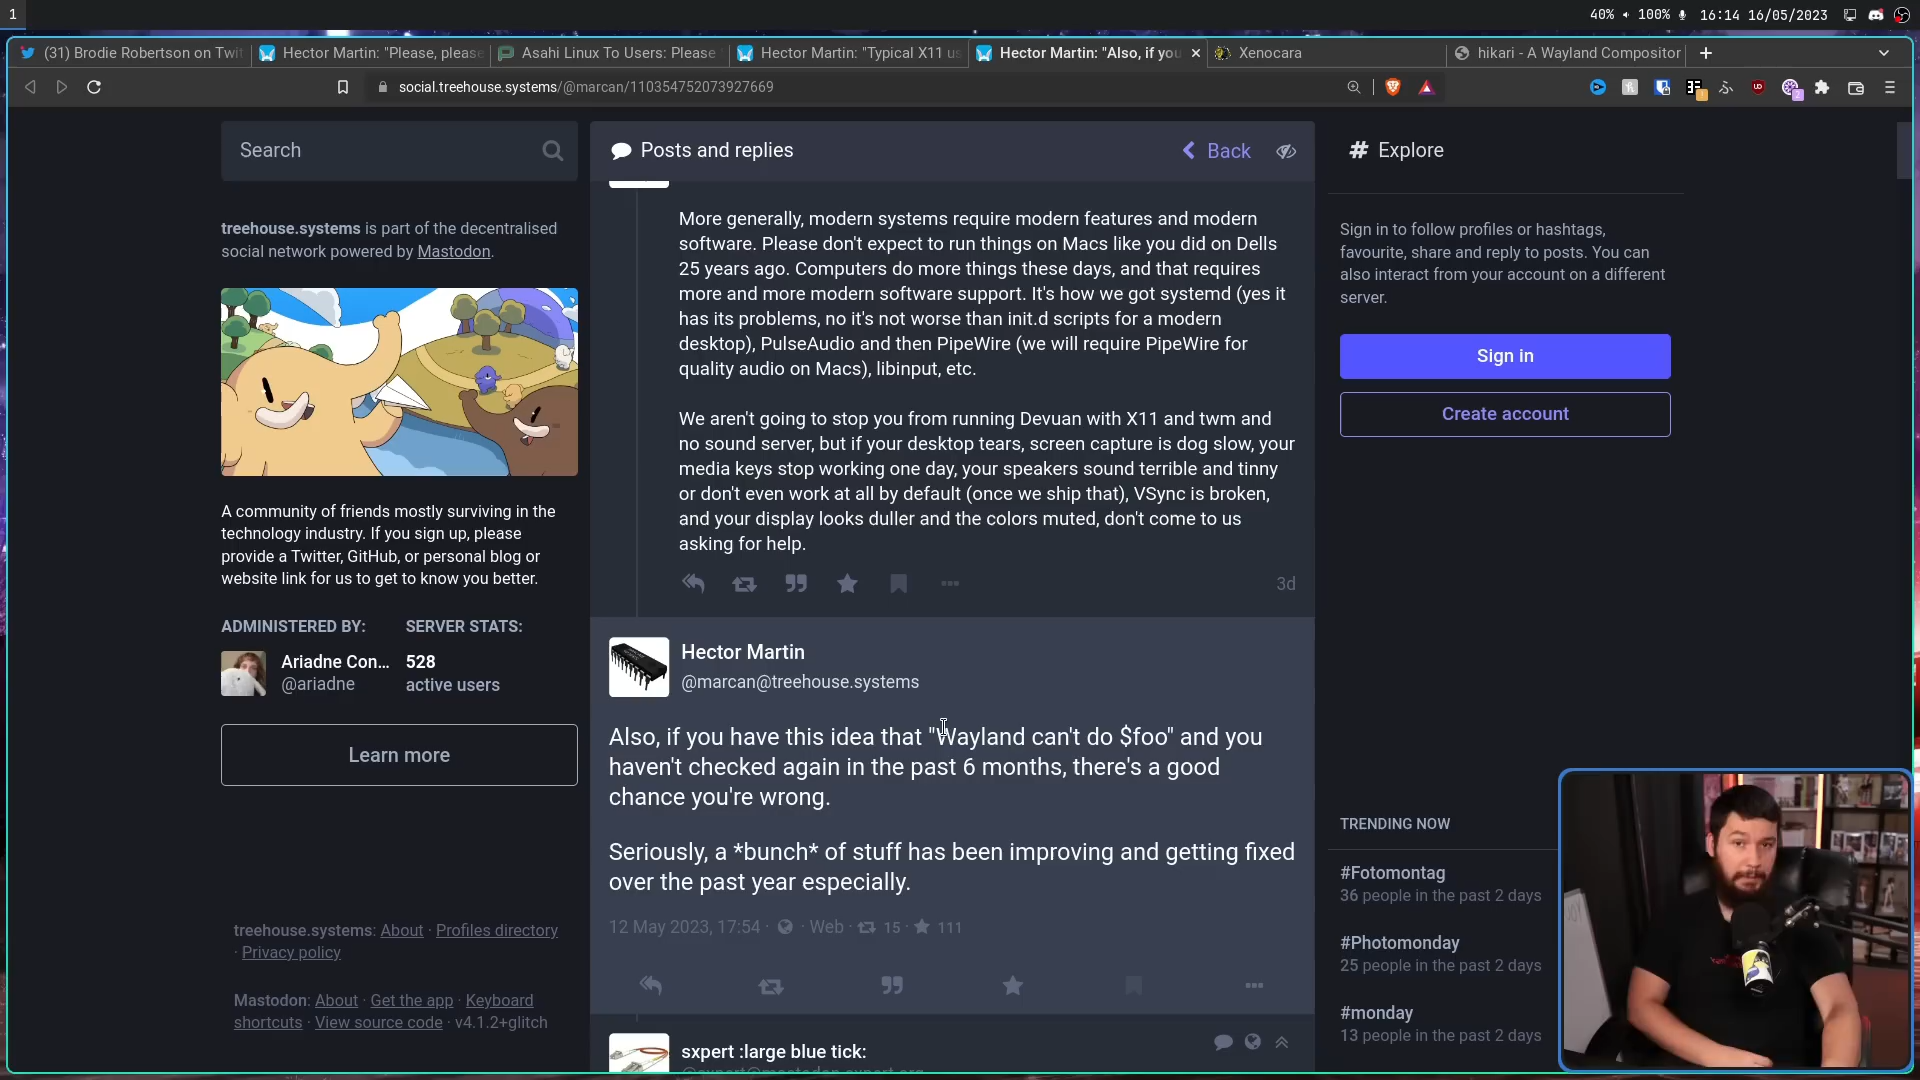 1
40%
100%
16:14 16/05/2023
(31) Brodie Robertson on Twi
Hector Martin: "Please, please
Asahi Linux To Users: Please
Hector Martin: "Typical X11 us
Hector Martin: "Also, if you
Xenocara
hikari - A Wayland Compositor
social.treehouse.systems/@marcan/110354752073927669
Search
Posts and replies
Back
Explore
treehouse.systems is part of the decentralised
social network powered by Mastodon.
A community of friends mostly surviving in the
technology industry. If you sign up, please
provide a Twitter, GitHub, or personal blog or
website link for us to get to know you better.
ADMINISTERED BY:
Ariadne Con...
@ariadne
SERVER STATS:
528
active users
Learn more
treehouse.systems: About · Profiles directory
· Privacy policy
Mastodon: About · Get the app · Keyboard
shortcuts · View source code · v4.1.2+glitch
More generally, modern systems require modern features and modern
software. Please don't expect to run things on Macs like you did on Dells
25 years ago. Computers do more things these days, and that requires
more and more modern software support. It's how we got systemd (yes it
has its problems, no it's not worse than init.d scripts for a modern
desktop), PulseAudio and then PipeWire (we will require PipeWire for
quality audio on Macs), libinput, etc.
We aren't going to stop you from running Devuan with X11 and twm and
no sound server, but if your desktop tears, screen capture is dog slow, your
media keys stop working one day, your speakers sound terrible and tinny
or don't even work at all by default (once we ship that), VSync is broken,
and your display looks duller and the colors muted, don't come to us
asking for help.
3d
Hector Martin
@marcan@treehouse.systems
Also, if you have this idea that "Wayland can't do $foo" and you
haven't checked again in the past 6 months, there's a good
chance you're wrong.
Seriously, a *bunch* of stuff has been improving and getting fixed
over the past year especially.
12 May 2023, 17:54 · Web · 15 · 111
sxpert :large blue tick:
Sign in to follow profiles or hashtags,
favourite, share and reply to posts. You can
also interact from your account on a different
server.
Sign in
Create account
TRENDING NOW
#Fotomontag
36 people in the past 2 days
#Photomonday
25 people in the past 2 days
#monday
13 people in the past 2 days